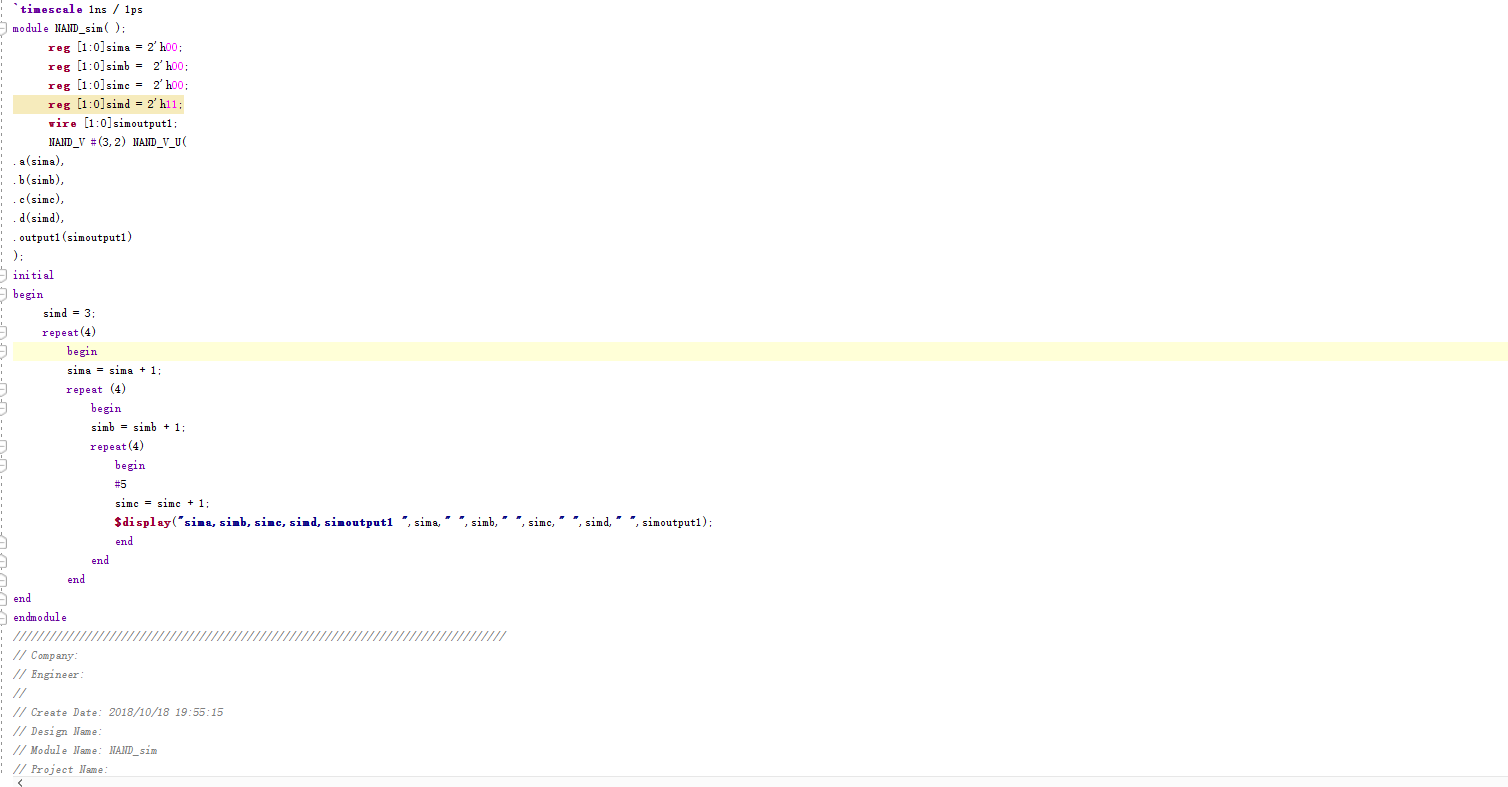 `timescale 1ns / 1ps
module NAND_sim( );
reg [1:0]sima = 2'h00;
reg [1:0]simb =  2'h00;
reg [1:0]simc =  2'h00;
reg [1:0]simd = 2'h11;
wire [1:0]simoutput1;
NAND_V #(3,2) NAND_V_U(
.a(sima),
.b(simb),
.c(simc),
.d(simd),
.output1(simoutput1)
);
initial
begin
simd = 3;
repeat(4)
begin
sima = sima + 1;
repeat (4)
begin
simb = simb + 1;
repeat(4)
begin
#5
simc = simc + 1;
$display("sima,simb,simc,simd,simoutput1 ",sima," ",simb," ",simc," ",simd," ",simoutput1);
end
end
end
end
endmodule
//////////////////////////////////////////////////////////////////////////////////
// Company:
// Engineer:
//
// Create Date: 2018/10/18 19:55:15
// Design Name:
// Module Name: NAND_sim
// Project Name: